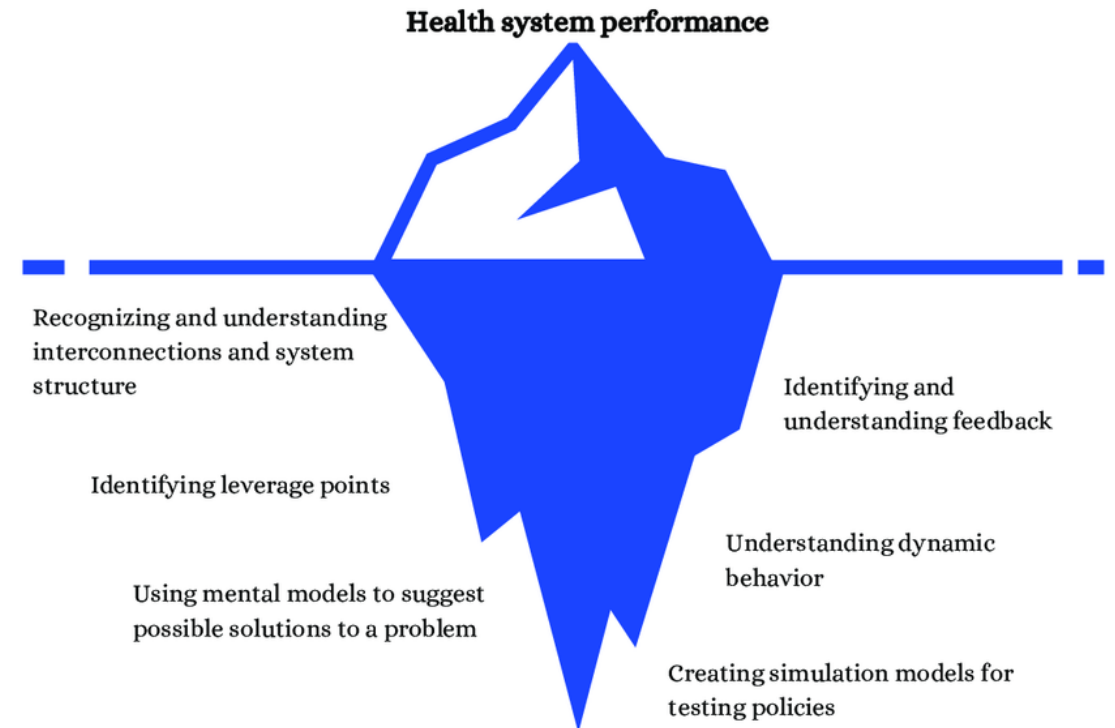 Health system performance
Recognizing and understanding
interconnections and system
structure
Identifying and
understanding feedback
Identifying leverage points
Understanding dynamic
behavior
Using mental models to suggest
possible solutions to a problem
Creating simulation models for
testing policies